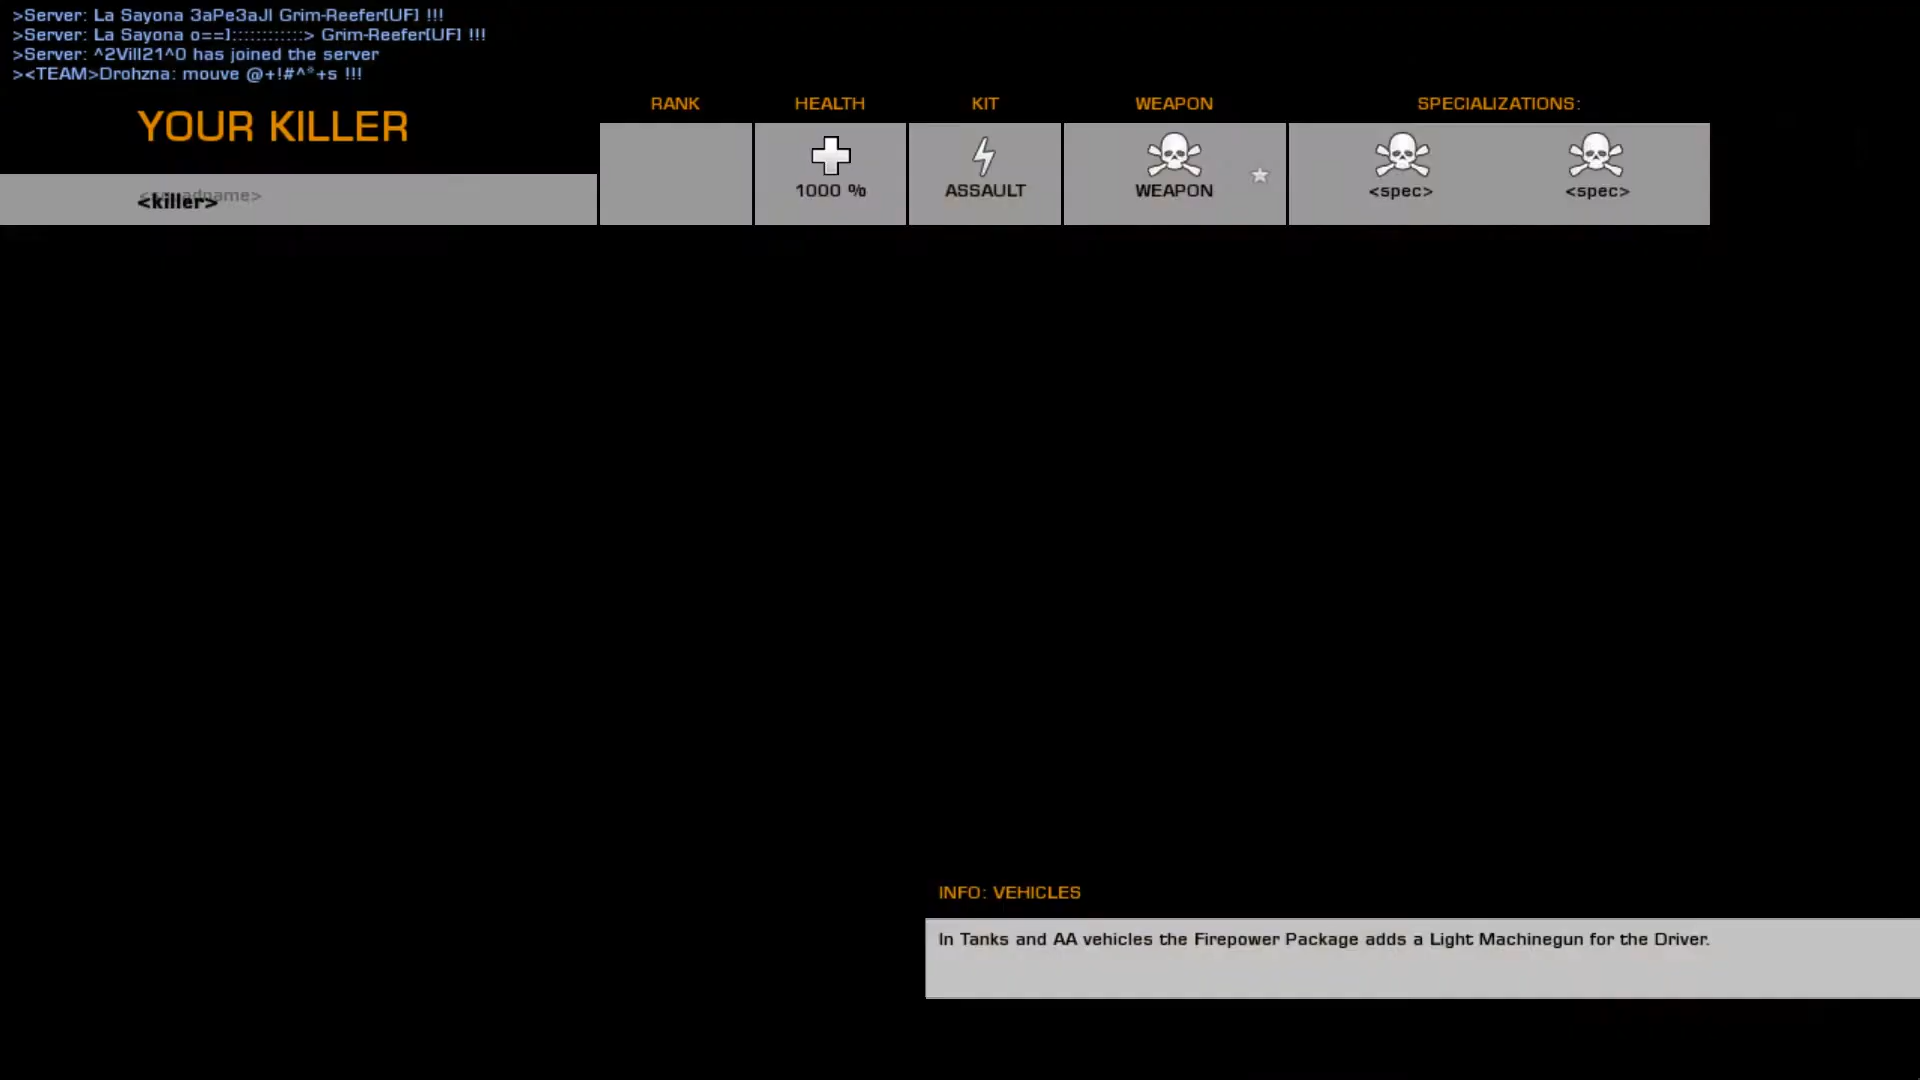 >Server: La Sayona 3aPe3aJl Grim-Reefer[UF] !!!
>Server: La Sayona o==]::::::::::::> Grim-Reefer[UF] !!!
>Server: ^2Vill21^0 has joined the server
><TEAM>Drohzna: mouve @+!#^*+s !!!
YOUR KILLER
RANK HEALTH KIT WEAPON SPECIALIZATIONS:
<killer>
1000 % ASSAULT WEAPON <spec> <spec>
INFO: VEHICLES
In Tanks and AA vehicles the Firepower Package adds a Light Machinegun for the Driver.